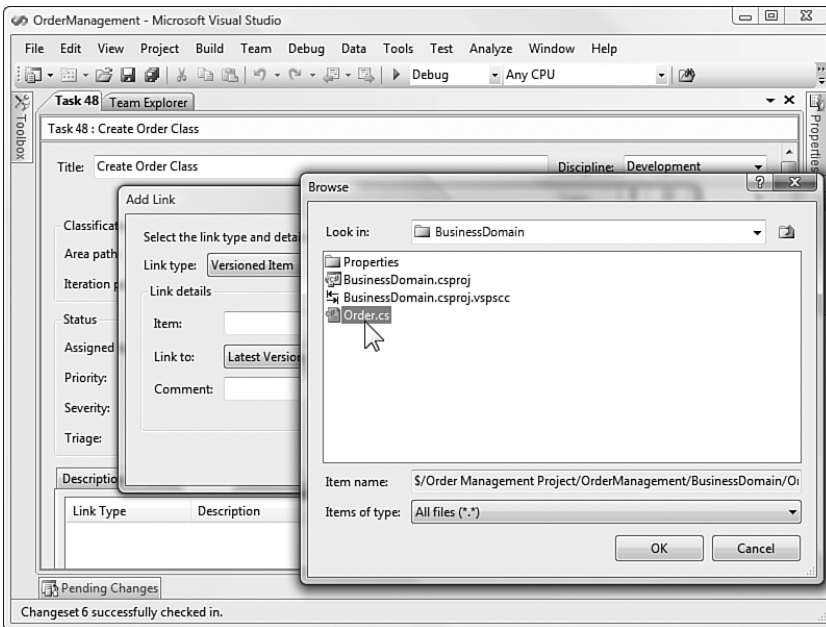 OrderManagement - Microsoft Visual Studio
File Edit View Project Build Team Debug Data Tools Test Analyze Window Help
Debug Any CPU
Toolbox
Task 48 Team Explorer
Properties
Task 48 : Create Order Class
Title: Create Order Class Discipline: Development
Classificat
Area path
Iteration p
Status
Assigned
Priority:
Severity:
Triage:
Descriptio
Link Type Description
Add Link
Select the link type and detai
Link type: Versioned Item
Link details
Item:
Link to: Latest Version
Comment:
Browse
Look in: BusinessDomain
Properties
BusinessDomain.csproj
BusinessDomain.csproj.vspscc
Order.cs
Item name: $/Order Management Project/OrderManagement/BusinessDomain/Or
Items of type: All files (*.*)
OK Cancel
Pending Changes
Changeset 6 successfully checked in.